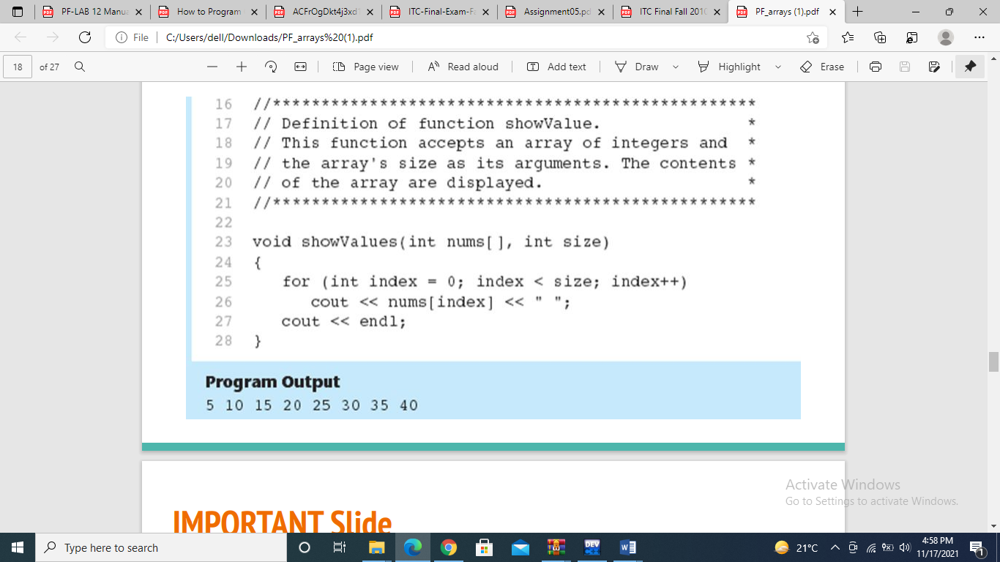 PF-LAB 12 Manua
How to Program
ACFrOgDkt4j3xd
ITC-Final-Exam-Fa
Assignment05.pd
ITC Final Fall 2010
PF_arrays (1).pdf
File C:/Users/dell/Downloads/PF_arrays%20(1).pdf
18 of 27 Page view Read aloud Add text Draw Highlight Erase
16 //**************************************************
17 // Definition of function showValue. *
18 // This function accepts an array of integers and *
19 // the array's size as its arguments. The contents *
20 // of the array are displayed. *
21 //**************************************************
22
23 void showValues(int nums[], int size)
24 {
25 for (int index = 0; index < size; index++)
26 cout << nums[index] << " ";
27 cout << endl;
28 }
Program Output
5 10 15 20 25 30 35 40
IMPORTANT Slide
Activate Windows
Go to Settings to activate Windows.
Type here to search
DEV
21°C
4:58 PM
11/17/2021
1